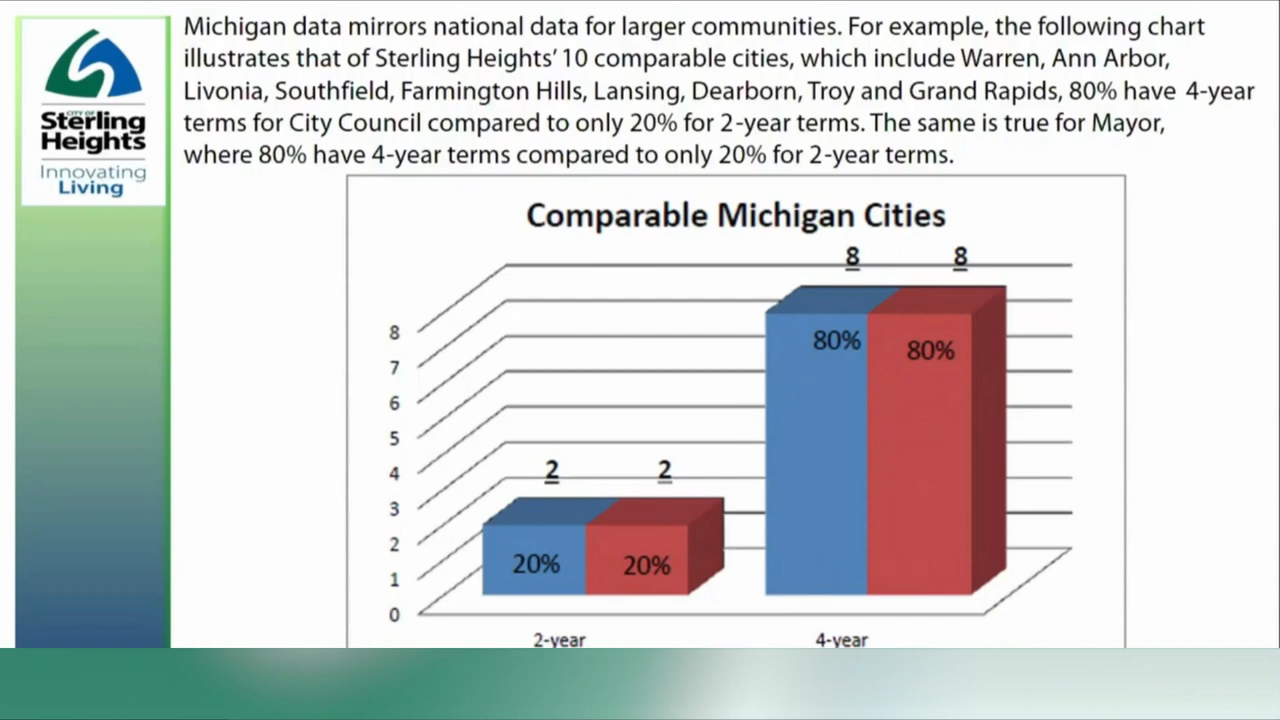 Michigan data mirrors national data for larger communities. For example, the following chart
illustrates that of Sterling Heights' 10 comparable cities, which include Warren, Ann Arbor,
Livonia, Southfield, Farmington Hills, Lansing, Dearborn, Troy and Grand Rapids, 80% have 4-year
terms for City Council compared to only 20% for 2-year terms. The same is true for Mayor,
where 80% have 4-year terms compared to only 20% for 2-year terms.
CITY OF
Sterling
Heights
Innovating
Living
Comparable Michigan Cities
8 8
8
7
6
5
4
3
2
1
0
80% 80%
2 2
20% 20%
2-year 4-year